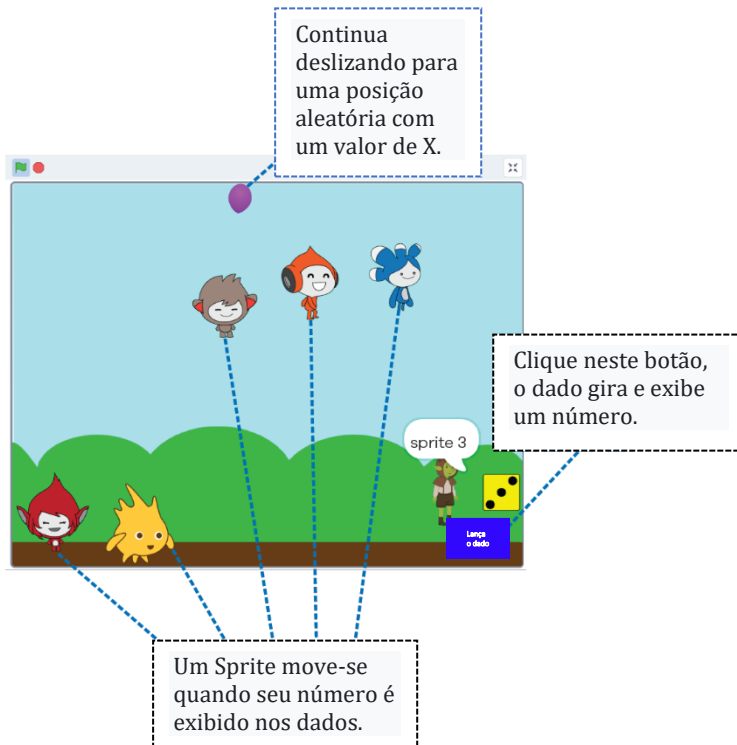 Continua
deslizando para
uma posição
aleatória com
um valor de X.
Clique neste botão,
o dado gira e exibe
um número.
sprite 3
Lança
o dado
Um Sprite move-se
quando seu número é
exibido nos dados.